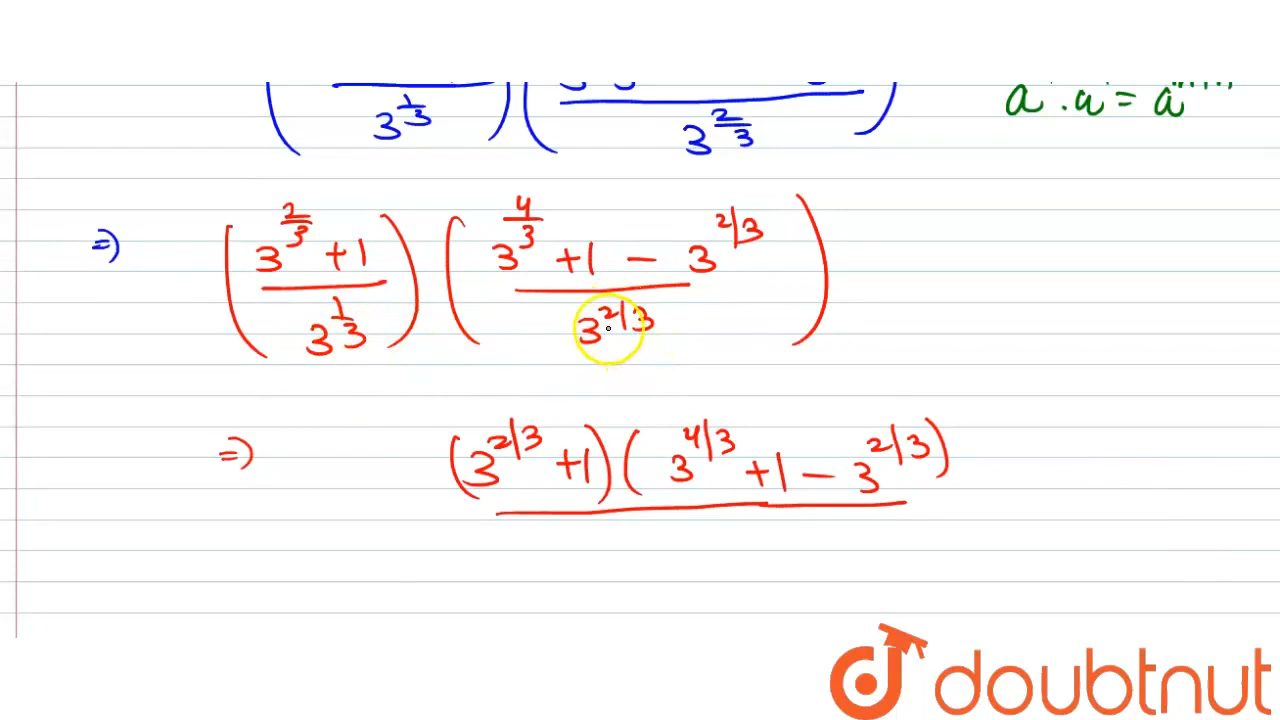 3^{1/3} 3^{2/3} a . a = a
⇒) (3^{2/3} + 1 / 3^{1/3}) (3^{4/3} + 1 - 3^{2/3} / 3^{2/3})
⇒) (3^{2/3} + 1)(3^{4/3} + 1 - 3^{2/3})
doubtnut